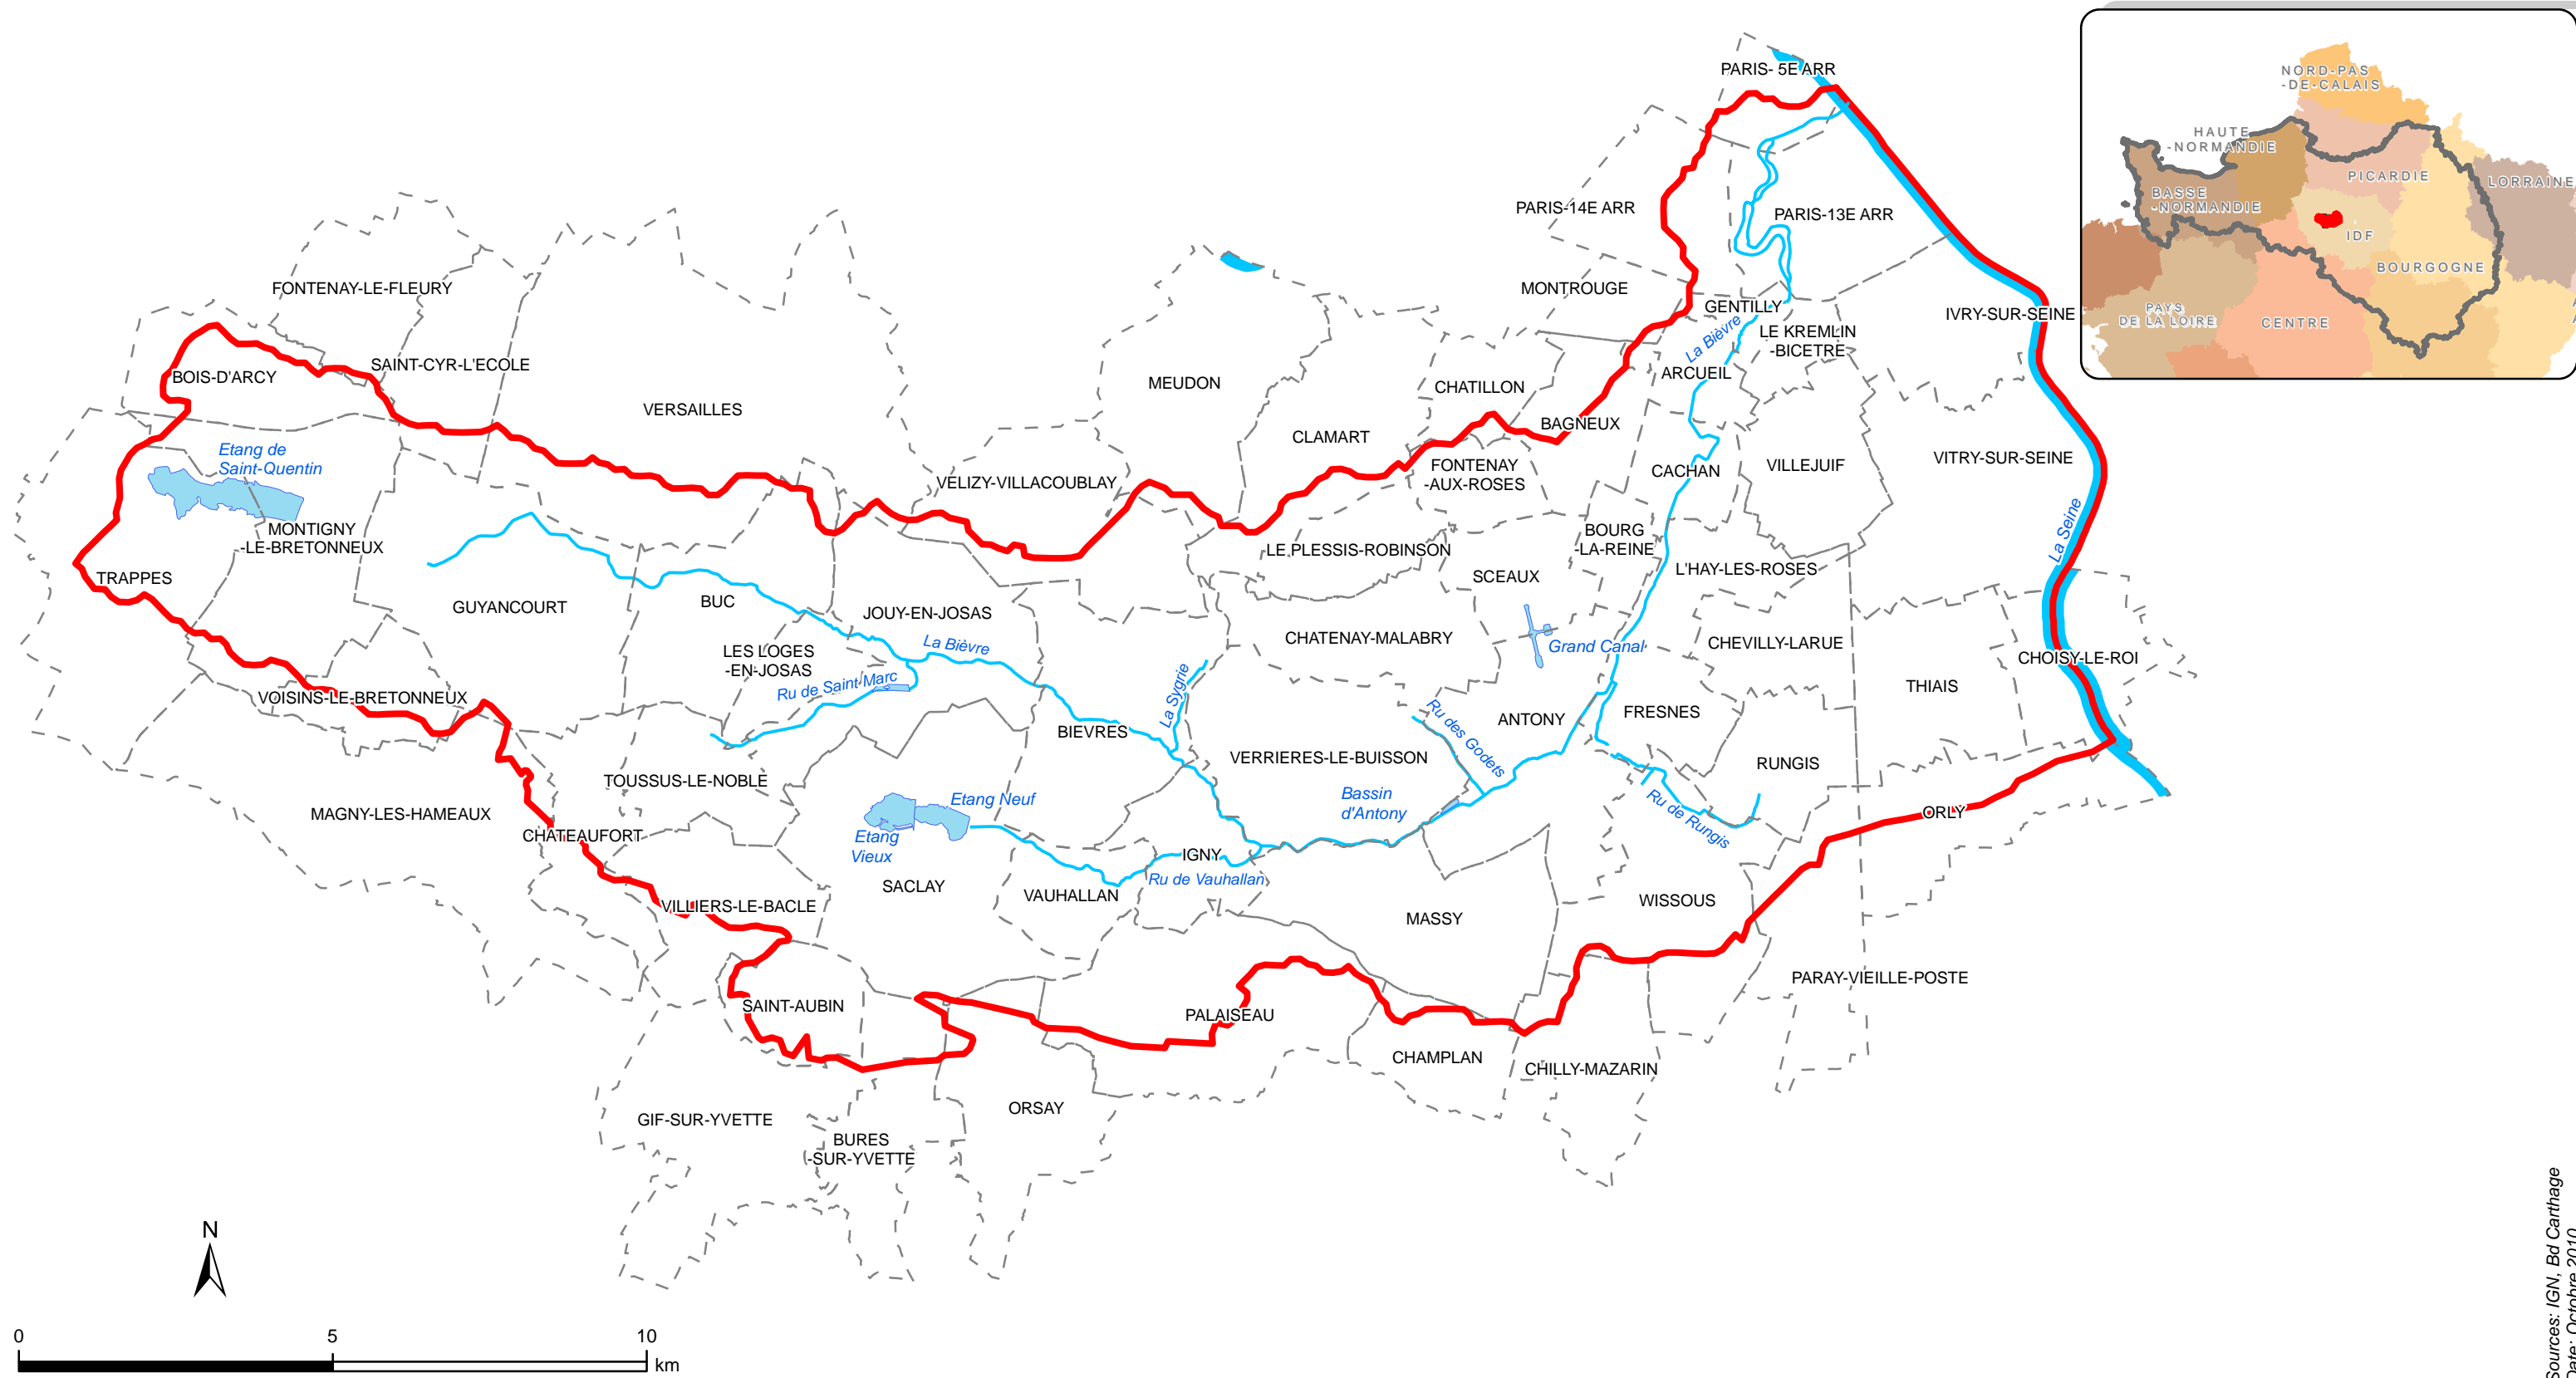 PARIS- 5E ARR
NORD-PAS
-DE-CALAIS
HAUTE
-NORMANDIE
PICARDIE
LORRAINE
BASSE
-NORMANDIE
IDF
BOURGOGNE
PAYS
DE LA LOIRE
CENTRE
PARIS-14E ARR
PARIS-13E ARR
FONTENAY-LE-FLEURY
MONTROUGE
GENTILLY
IVRY-SUR-SEINE
La Bièvre
LE KREMLIN
-BICETRE
SAINT-CYR-L'ECOLE
BOIS-D'ARCY
ARCUEIL
MEUDON
CHATILLON
VERSAILLES
BAGNEUX
CLAMART
Etang de
Saint-Quentin
FONTENAY
-AUX-ROSES
CACHAN
VILLEJUIF
VITRY-SUR-SEINE
VELIZY-VILLACOUBLAY
MONTIGNY
-LE-BRETONNEUX
BOURG
-LA-REINE
La Seine
LE PLESSIS-ROBINSON
TRAPPES
SCEAUX
L'HAY-LES-ROSES
GUYANCOURT
BUC
JOUY-EN-JOSAS
La Bièvre
CHATENAY-MALABRY
Grand Canal
CHEVILLY-LARUE
LES LOGES
-EN-JOSAS
CHOISY-LE-ROI
Ru de Saint-Marc
La Sygrie
THIAIS
VOISINS-LE-BRETONNEUX
BIEVRES
Ru des Godets
ANTONY
FRESNES
VERRIERES-LE-BUISSON
RUNGIS
TOUSSUS-LE-NOBLE
Etang Neuf
Bassin
d'Antony
MAGNY-LES-HAMEAUX
Ru de Rungis
ORLY
CHATEAUFORT
Etang
Vieux
IGNY
Ru de Vauhallan
SACLAY
VAUHALLAN
VILLIERS-LE-BACLE
WISSOUS
MASSY
PARAY-VIEILLE-POSTE
SAINT-AUBIN
PALAISEAU
CHAMPLAN
CHILLY-MAZARIN
ORSAY
GIF-SUR-YVETTE
BURES
-SUR-YVETTE
N
0 5 10
km
Sources: IGN, Bd Carthage
Date: Octobre 2010